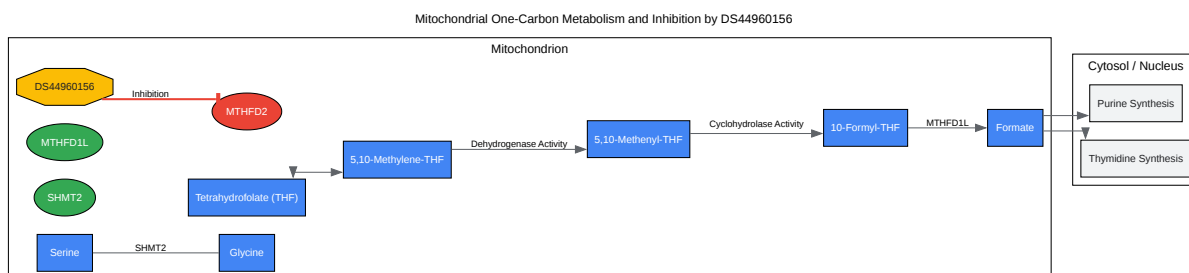 Mitochondrial One-Carbon Metabolism and Inhibition by DS44960156
Mitochondrion
Cytosol / Nucleus
DS44960156
Inhibition
MTHFD2
MTHFD1L
SHMT2
Tetrahydrofolate (THF)
5,10-Methylene-THF
Dehydrogenase Activity
5,10-Methenyl-THF
Cyclohydrolase Activity
10-Formyl-THF
MTHFD1L
Formate
Purine Synthesis
Thymidine Synthesis
Serine
SHMT2
Glycine